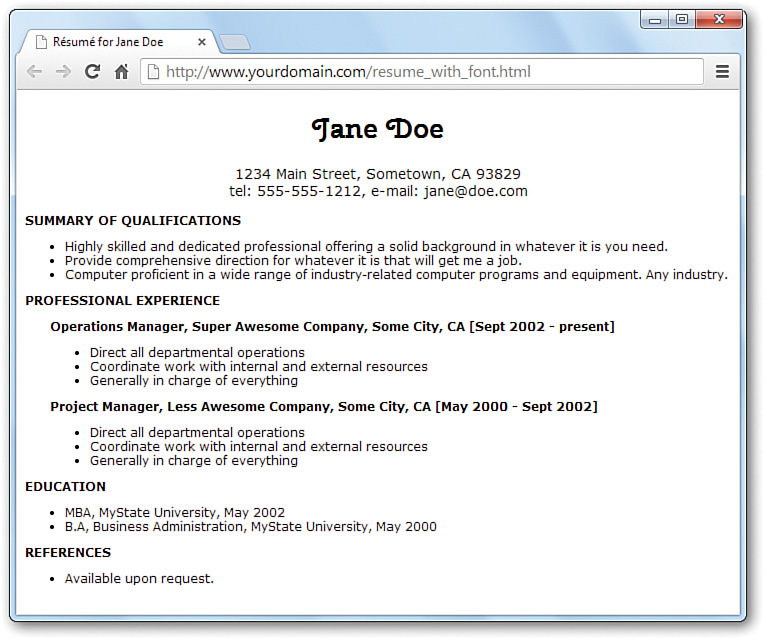 Résumé for Jane Doe
http://www.yourdomain.com/resume_with_font.html
Jane Doe
1234 Main Street, Sometown, CA 93829
tel: 555-555-1212, e-mail: jane@doe.com
SUMMARY OF QUALIFICATIONS
• Highly skilled and dedicated professional offering a solid background in whatever it is you need.
• Provide comprehensive direction for whatever it is that will get me a job.
• Computer proficient in a wide range of industry-related computer programs and equipment. Any industry.
PROFESSIONAL EXPERIENCE
Operations Manager, Super Awesome Company, Some City, CA [Sept 2002 - present]
• Direct all departmental operations
• Coordinate work with internal and external resources
• Generally in charge of everything
Project Manager, Less Awesome Company, Some City, CA [May 2000 - Sept 2002]
• Direct all departmental operations
• Coordinate work with internal and external resources
• Generally in charge of everything
EDUCATION
• MBA, MyState University, May 2002
• B.A, Business Administration, MyState University, May 2000
REFERENCES
• Available upon request.